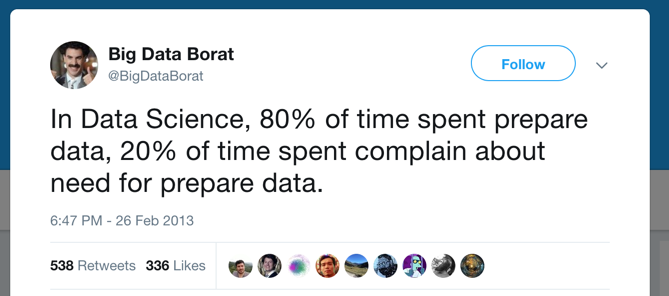 Big Data Borat
@BigDataBorat
Follow
In Data Science, 80% of time spent prepare
data, 20% of time spent complain about
need for prepare data.
6:47 PM - 26 Feb 2013
538 Retweets 336 Likes